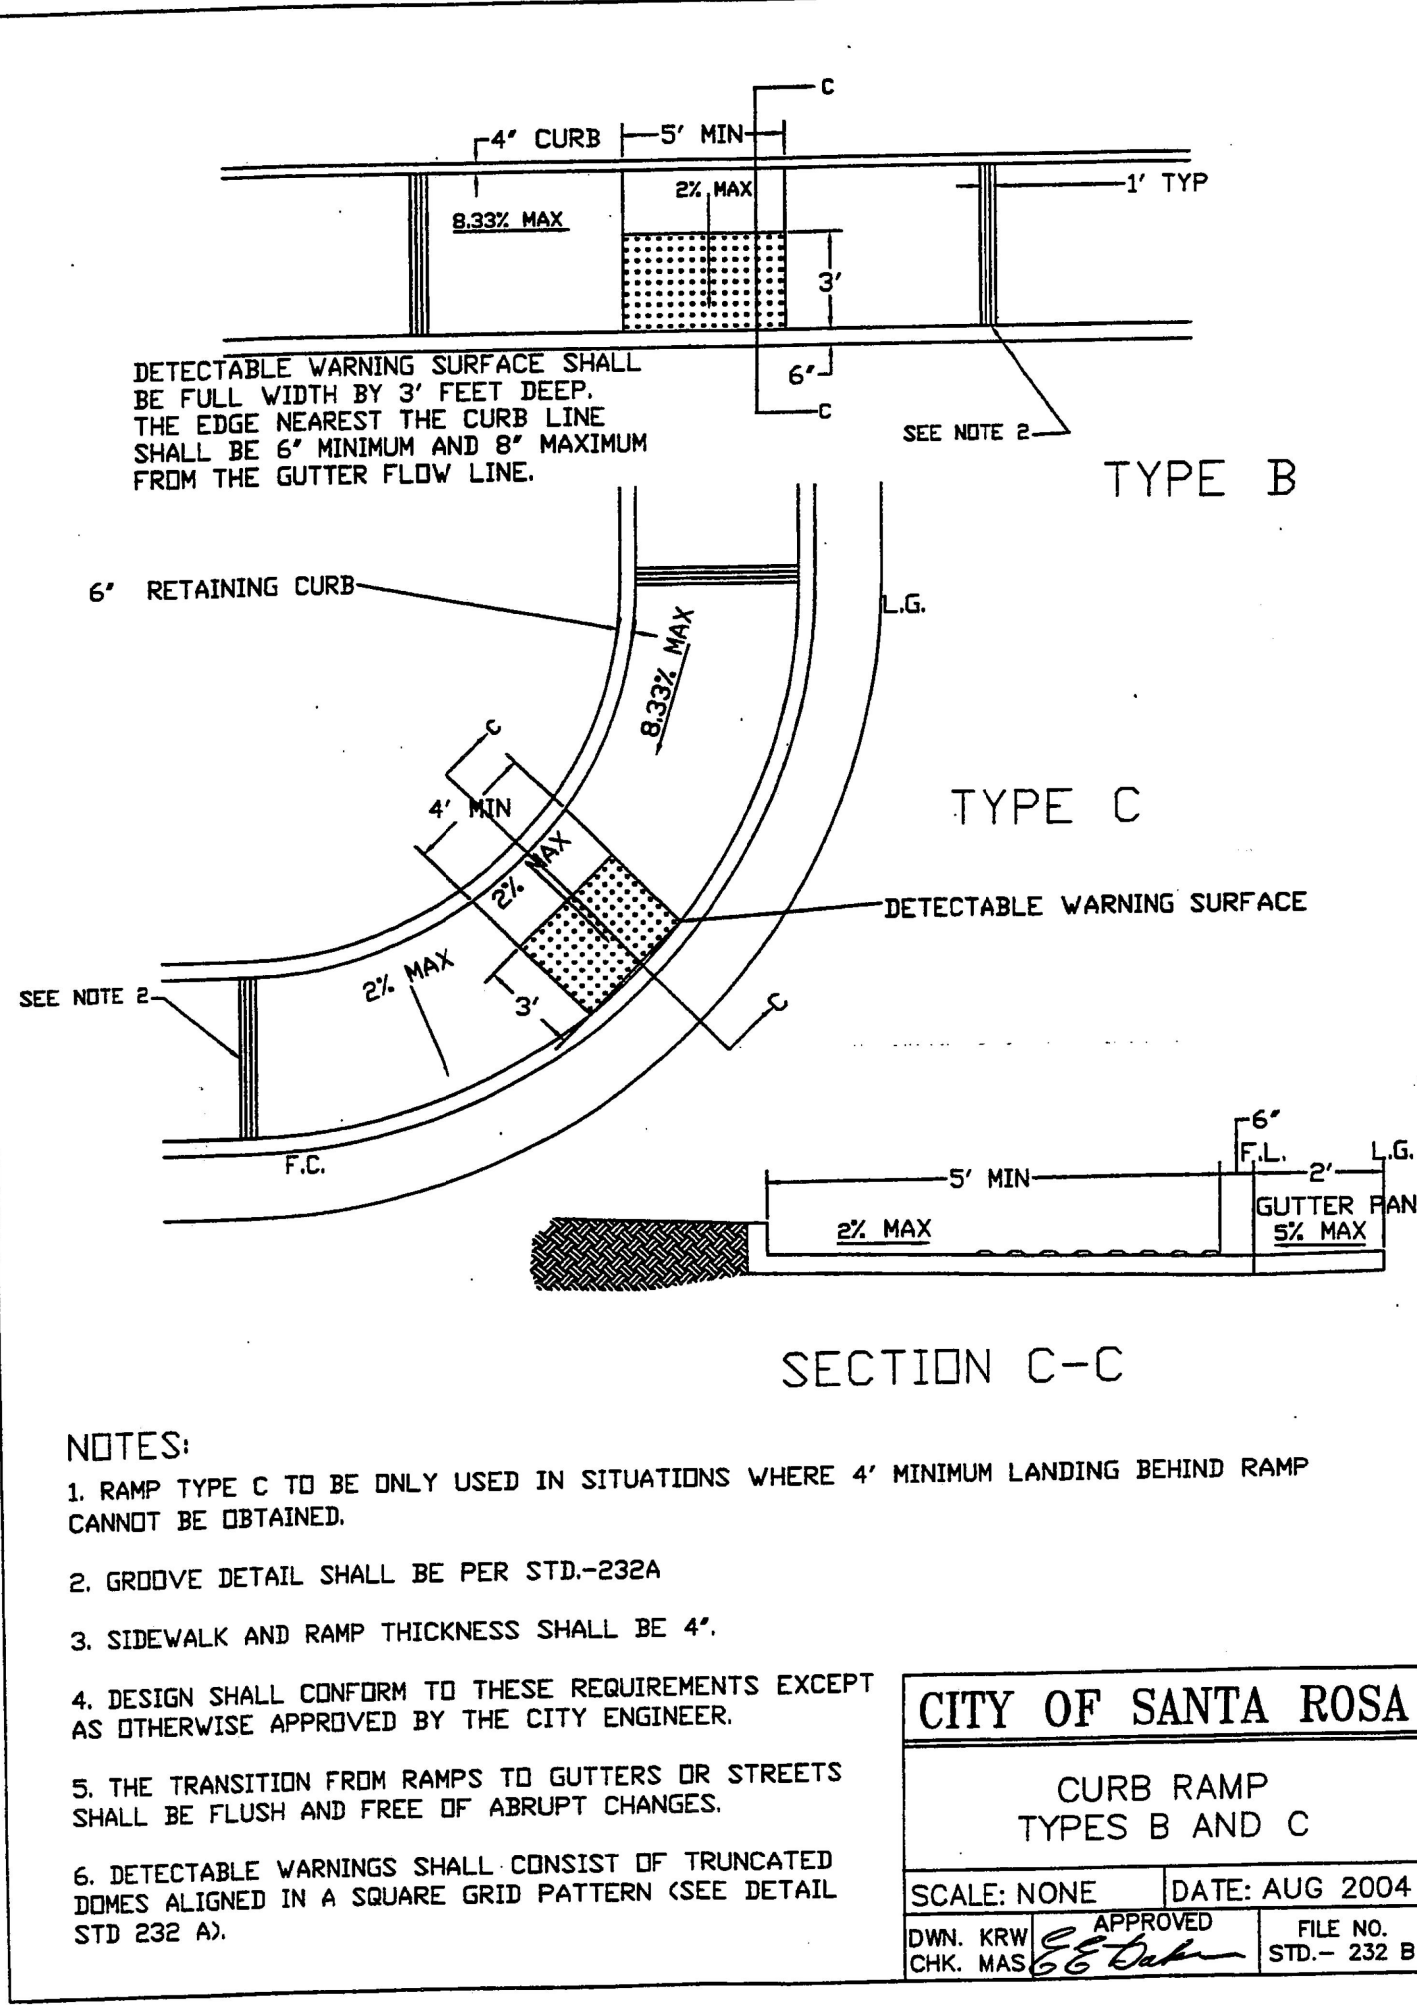 C
4" CURB
5' MIN
2% MAX
1' TYP
8.33% MAX
3'
6"
C
DETECTABLE WARNING SURFACE SHALL
BE FULL WIDTH BY 3' FEET DEEP.
THE EDGE NEAREST THE CURB LINE
SHALL BE 6" MINIMUM AND 8" MAXIMUM
FROM THE GUTTER FLOW LINE.
SEE NOTE 2
TYPE B
6" RETAINING CURB
L.G.
8.33% MAX
C
4' MIN
2% MAX
TYPE C
DETECTABLE WARNING SURFACE
2% MAX
SEE NOTE 2
3'
C
F.C.
6"
F.L.
L.G.
5' MIN
2'
GUTTER PAN
2% MAX
5% MAX
SECTION C-C
NOTES:
1. RAMP TYPE C TO BE ONLY USED IN SITUATIONS WHERE 4' MINIMUM LANDING BEHIND RAMP
CANNOT BE OBTAINED.
2. GROOVE DETAIL SHALL BE PER STD.-232A
3. SIDEWALK AND RAMP THICKNESS SHALL BE 4".
4. DESIGN SHALL CONFORM TO THESE REQUIREMENTS EXCEPT
AS OTHERWISE APPROVED BY THE CITY ENGINEER.
5. THE TRANSITION FROM RAMPS TO GUTTERS OR STREETS
SHALL BE FLUSH AND FREE OF ABRUPT CHANGES.
6. DETECTABLE WARNINGS SHALL CONSIST OF TRUNCATED
DOMES ALIGNED IN A SQUARE GRID PATTERN (SEE DETAIL
STD 232 A).
CITY OF SANTA ROSA
CURB RAMP
TYPES B AND C
SCALE: NONE
DATE: AUG 2004
DWN. KRW
CHK. MAS
APPROVED
FILE NO.
STD.- 232 B